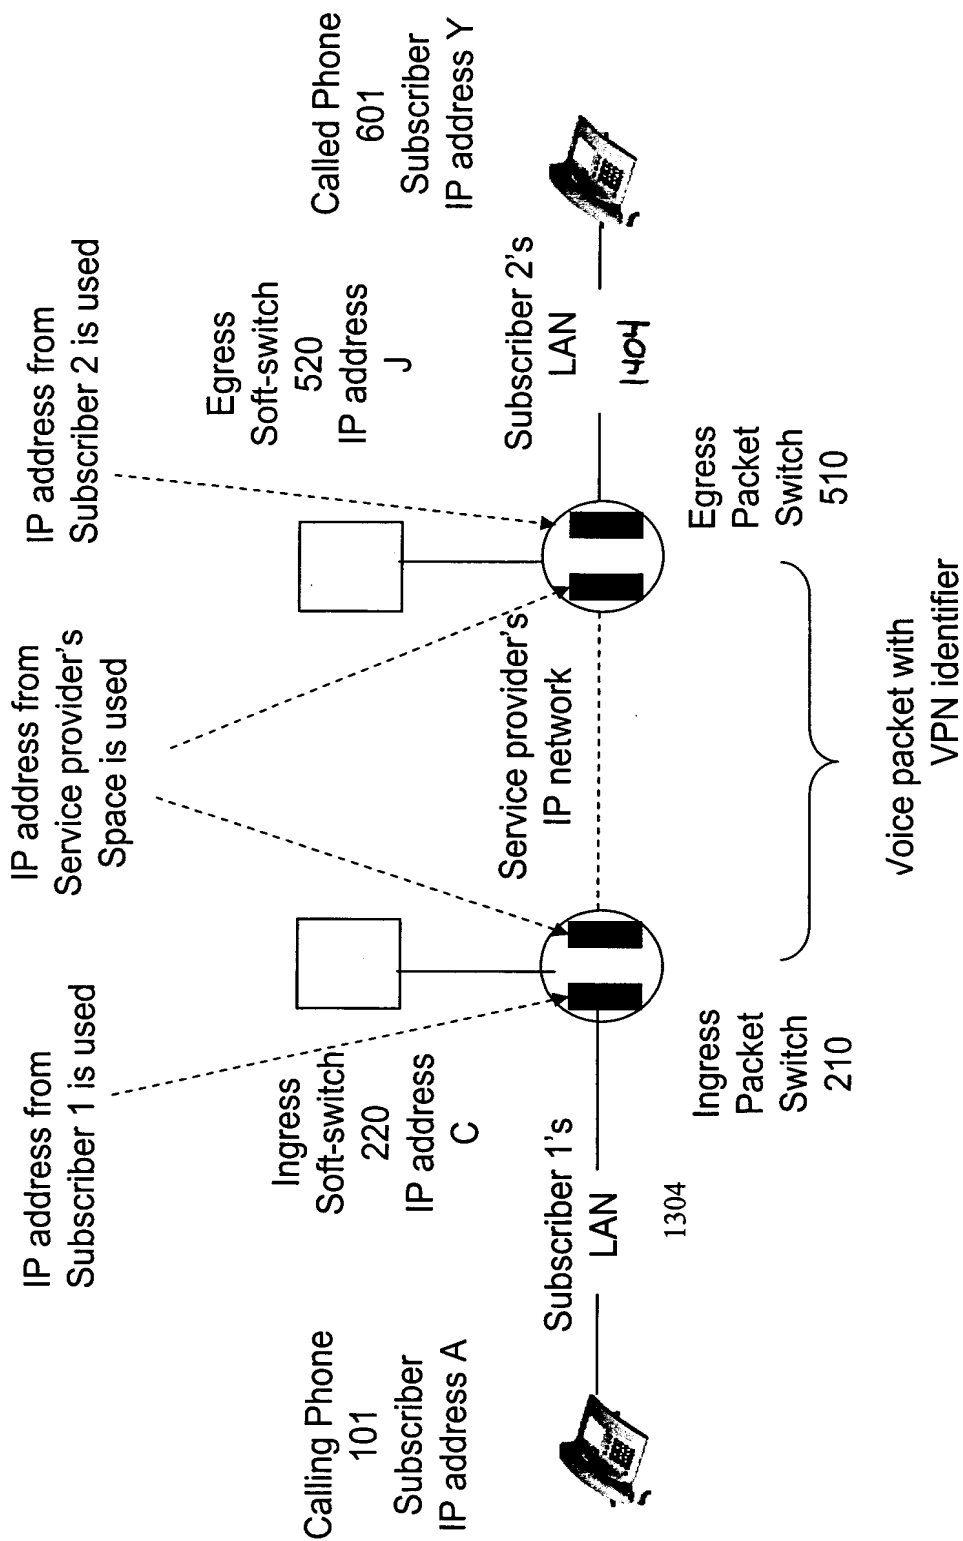 IP address from
Subscriber 1 is used
IP address from
Service provider's
Space is used
IP address from
Subscriber 2 is used
Calling Phone
101
Subscriber
IP address A
Ingress
Soft-switch
220
IP address
C
Egress
Soft-switch
520
IP address
J
Called Phone
601
Subscriber
IP address Y
Subscriber 1's
LAN
1304
Service provider's
IP network
Subscriber 2's
LAN
1404
Ingress
Packet
Switch
210
Egress
Packet
Switch
510
Voice packet with
VPN identifier